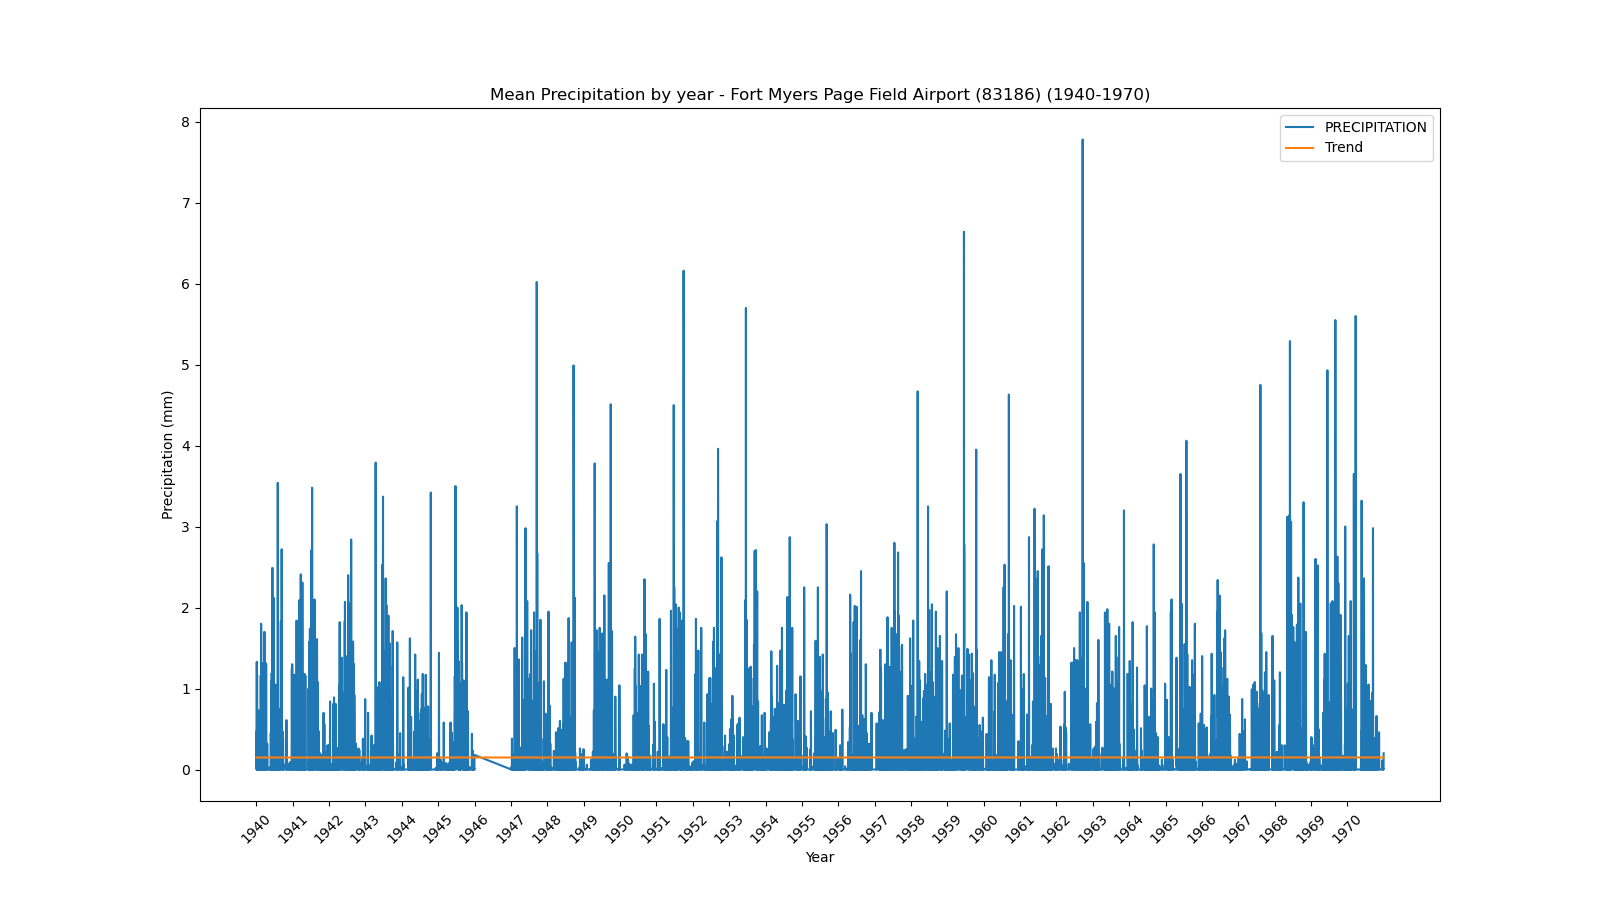 Mean Precipitation by year - Fort Myers Page Field Airport (83186) (1940-1970)
PRECIPITATION
Trend
8
7
6
5
4
3
2
1
0
Precipitation (mm)
1940 1941 1942 1943 1944 1945 1946 1947 1948 1949 1950 1951 1952 1953 1954 1955 1956 1957 1958 1959 1960 1961 1962 1963 1964 1965 1966 1967 1968 1969 1970
Year